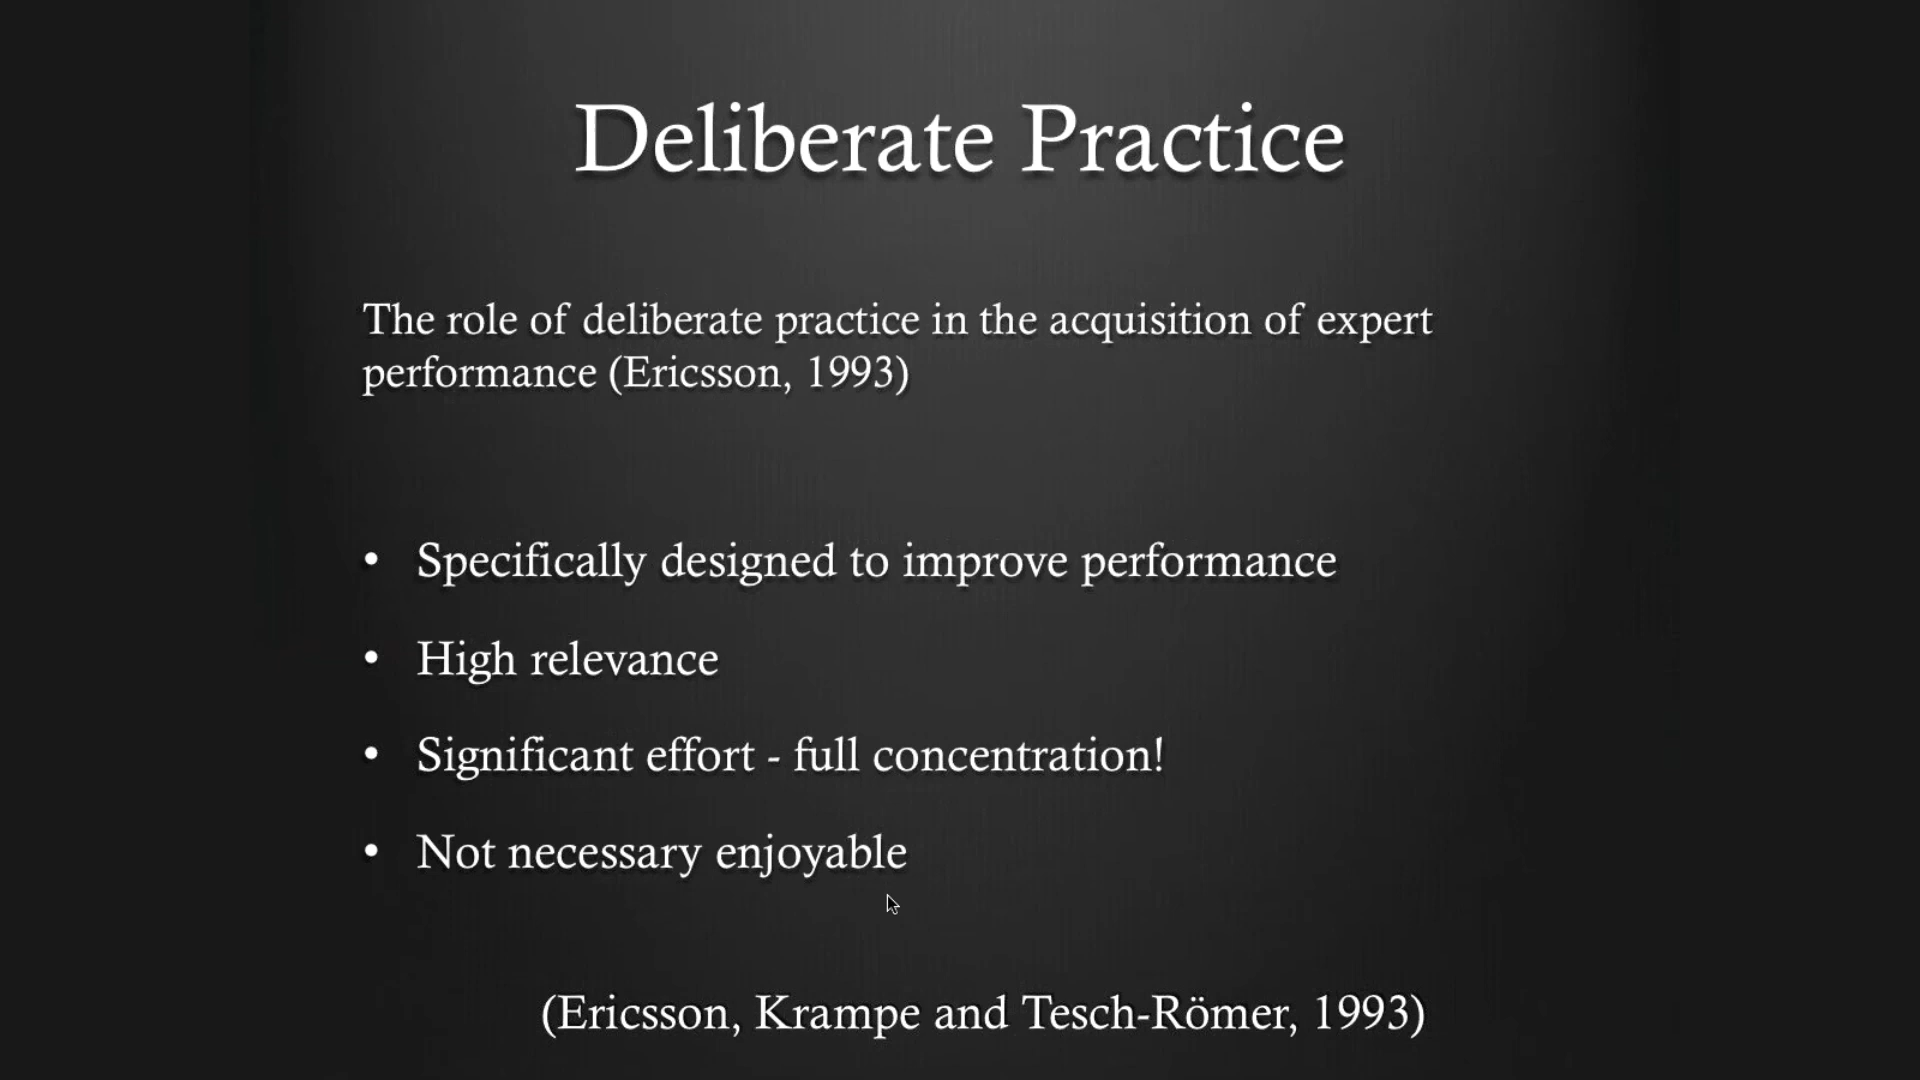 Deliberate Practice
The role of deliberate practice in the acquisition of expert
performance (Ericsson, 1993)
• Specifically designed to improve performance
• High relevance
• Significant effort - full concentration!
• Not necessary enjoyable
(Ericsson, Krampe and Tesch-Römer, 1993)